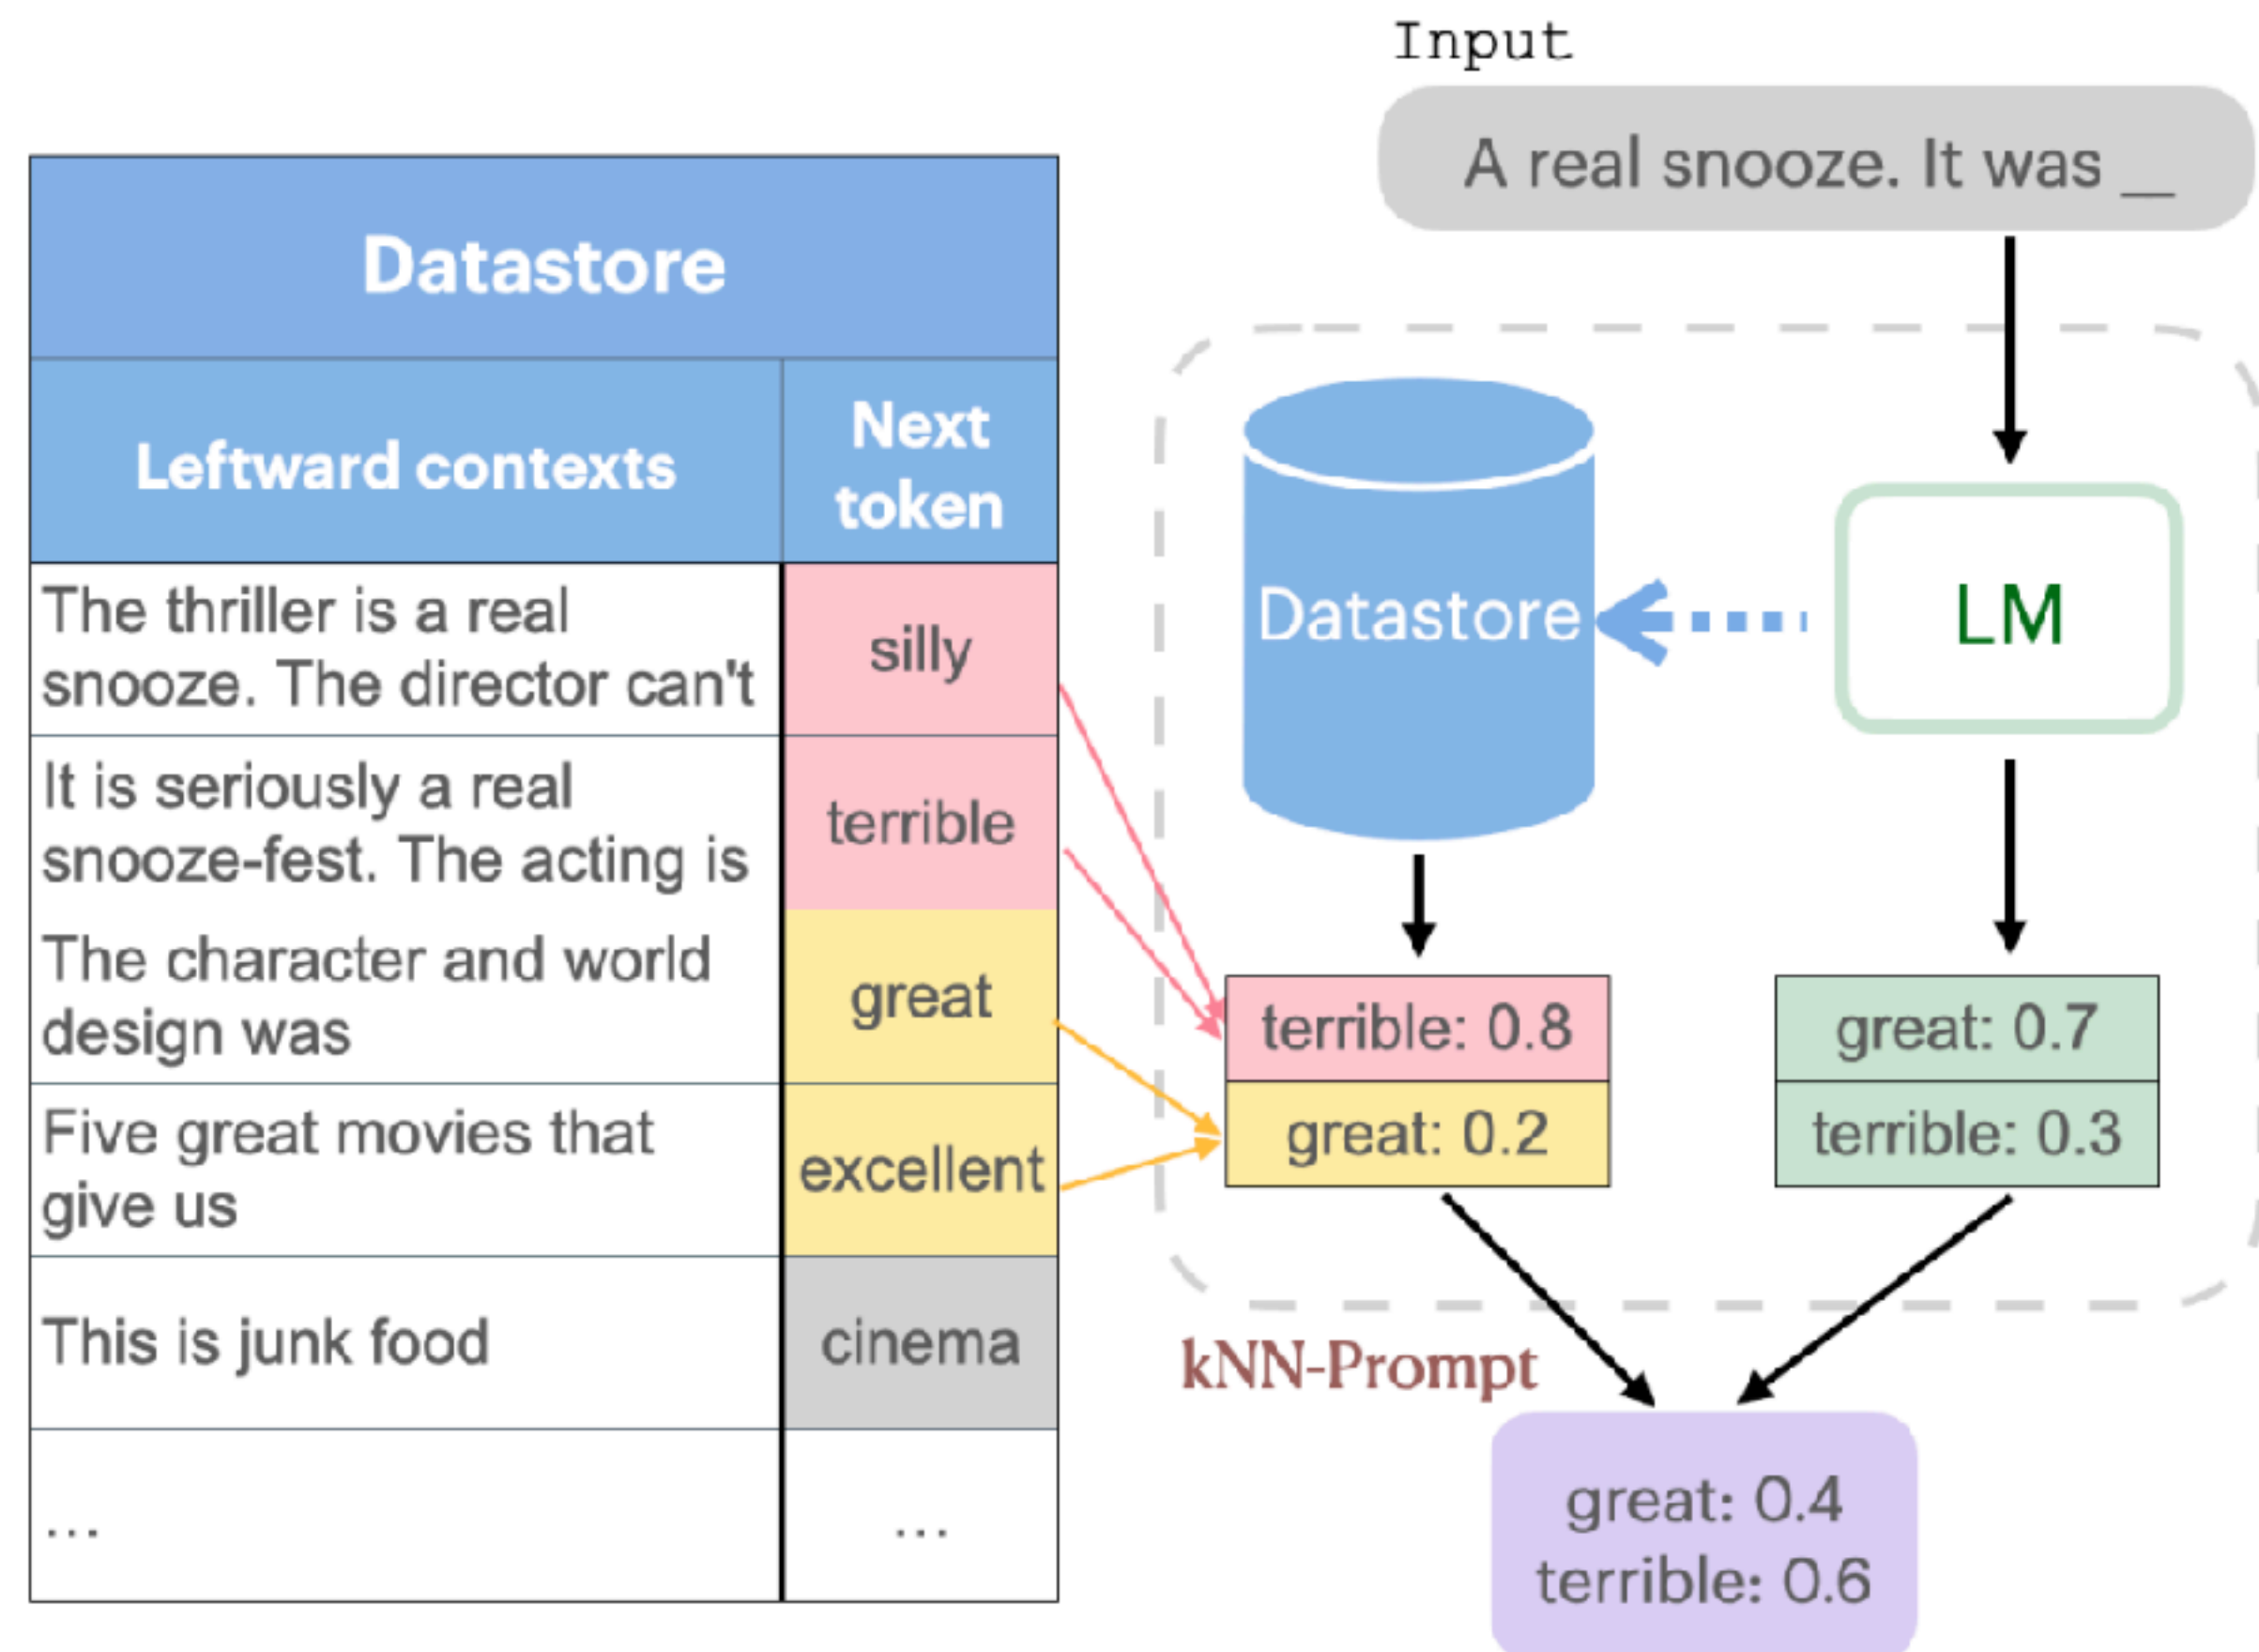 Input
A real snooze. It was __
Datastore
Leftward contexts
Next
token
The thriller is a real
snooze. The director can't
silly
It is seriously a real
snooze-fest. The acting is
terrible
The character and world
design was
great
Five great movies that
give us
excellent
This is junk food
cinema
...
...
Datastore
LM
terrible: 0.8
great: 0.2
great: 0.7
terrible: 0.3
kNN-Prompt
great: 0.4
terrible: 0.6